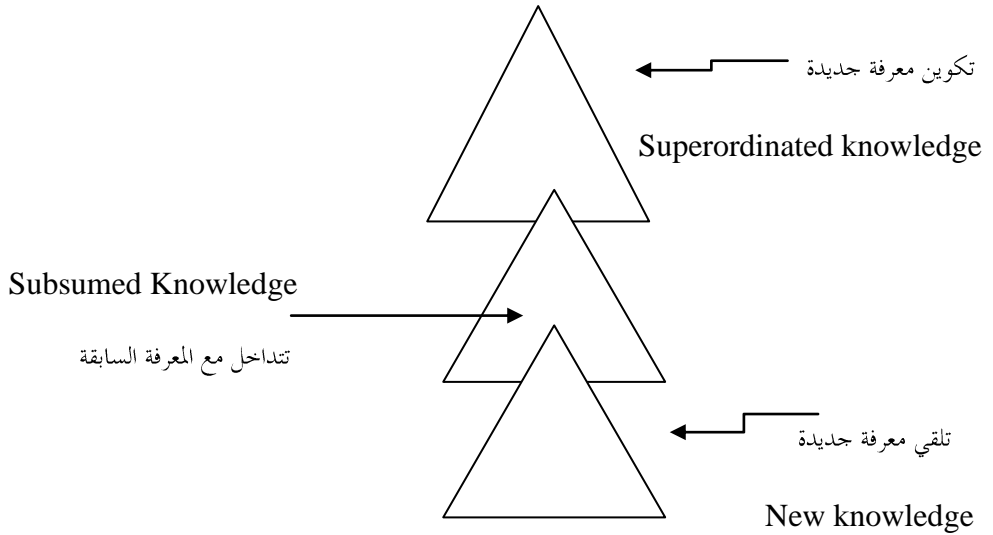 تكوين معرفة جديدة
Superordinated knowledge
Subsumed Knowledge
تتداخل مع المعرفة السابقة
تلقي معرفة جديدة
New knowledge